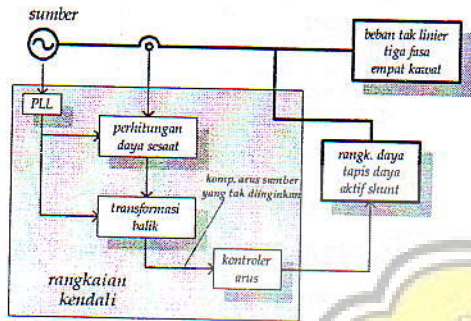 sumber
beban tak linier
tiga fasa
empat kawat
PLL
perhitungan
daya sesaat
komp. arus sumber
yang tak diinginkan
rangk. daya
tapis daya
aktif shunt
transformasi
balik
kontroler
arus
rangkaian
kendali